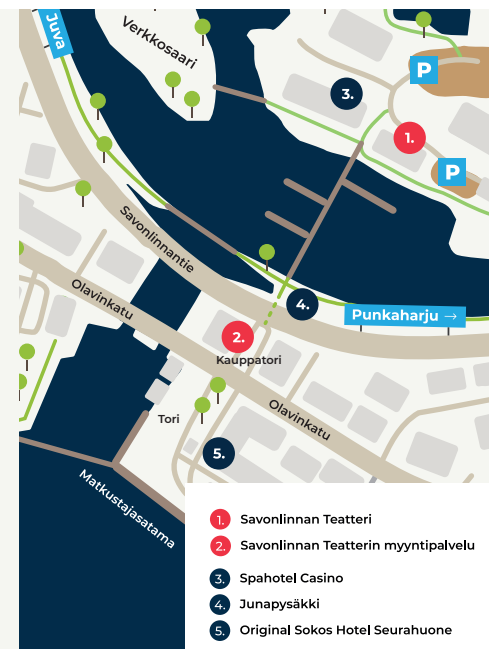 Juva
Verkkosaari
P
3.
1.
P
Savonlinnantie
4.
Punkaharju →
Olavinkatu
2.
Kauppatori
Olavinkatu
Tori
5.
Matkustajasatama
1. Savonlinnan Teatteri
2. Savonlinnan Teatterin myyntipalvelu
3. Spahotel Casino
4. Junapysäkki
5. Original Sokos Hotel Seurahuone